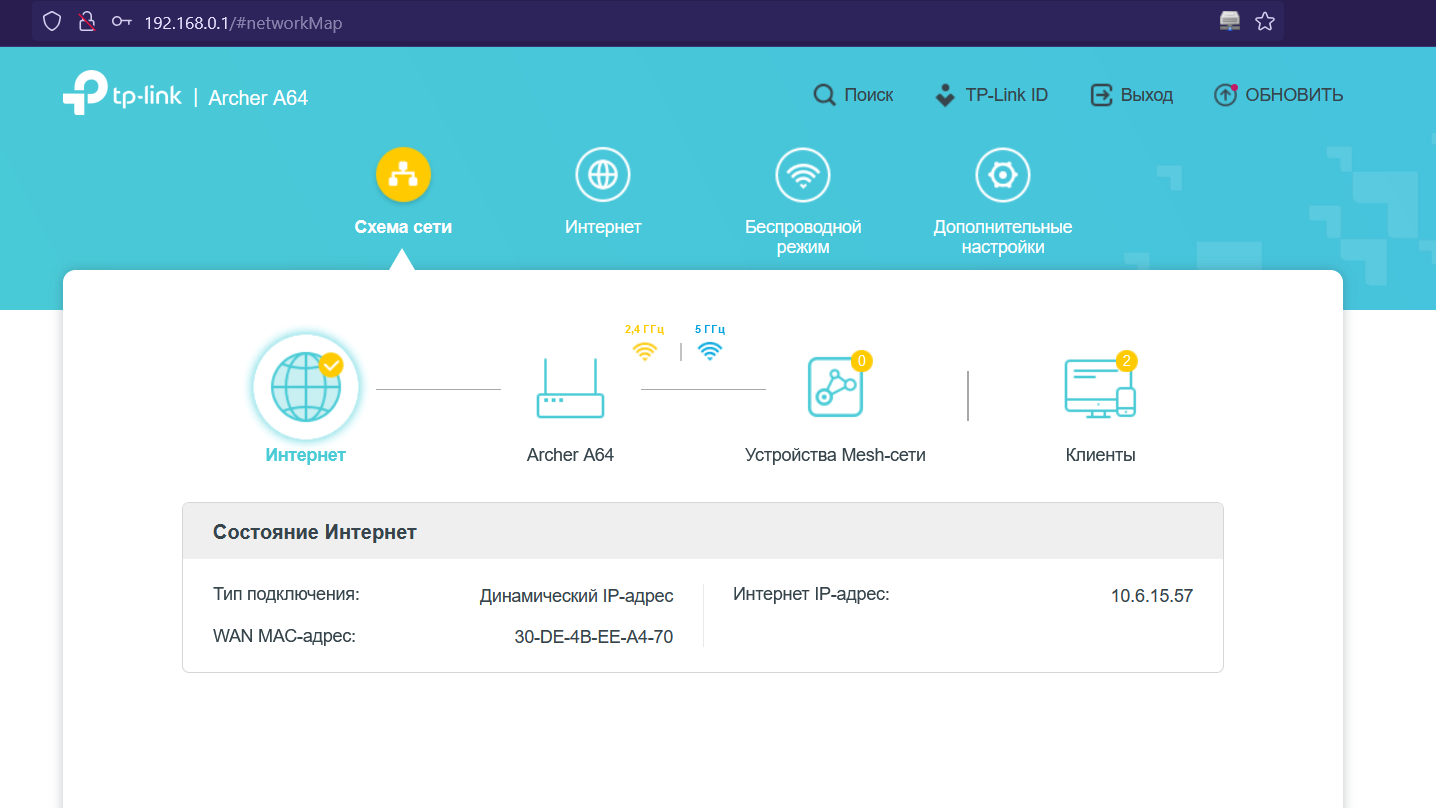 192.168.0.1/#networkMap
tp-link | Archer A64
Поиск
TP-Link ID
Выход
ОБНОВИТЬ
Схема сети
Интернет
Беспроводной
режим
Дополнительные
настройки
2,4 ГГц
5 ГГц
0
2
Интернет
Archer A64
Устройства Mesh-сети
Клиенты
Состояние Интернет
Тип подключения: Динамический IP-адрес
Интернет IP-адрес: 10.6.15.57
WAN MAC-адрес: 30-DE-4B-EE-A4-70